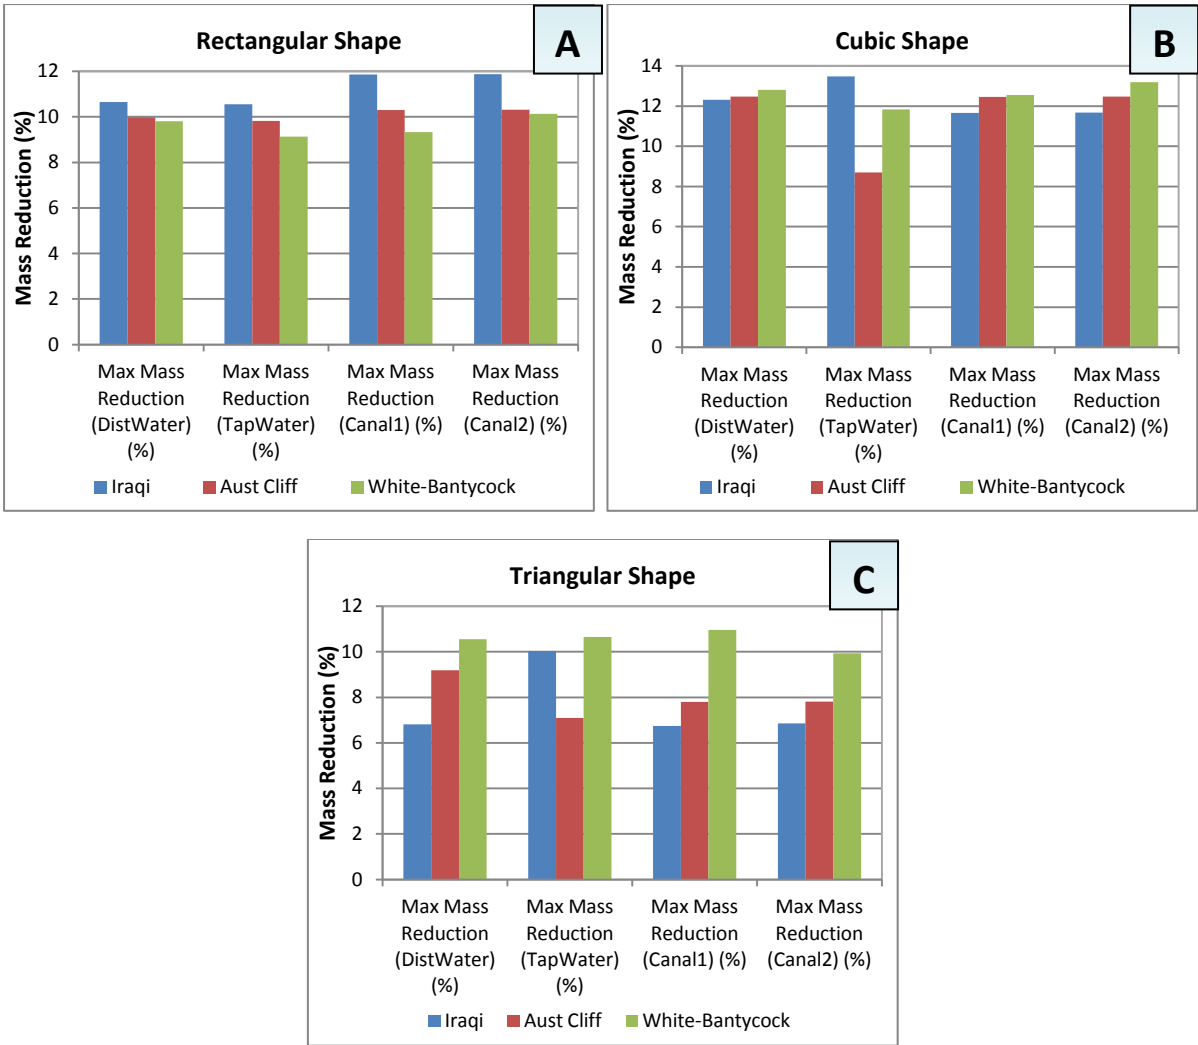 Rectangular Shape
A
Mass Reduction (%)
12
10
8
6
4
2
0
Max Mass
Reduction
(DistWater)
(%)
Max Mass
Reduction
(TapWater)
(%)
Max Mass
Reduction
(Canal1) (%)
Max Mass
Reduction
(Canal2) (%)
Iraqi
Aust Cliff
White-Bantycock
Cubic Shape
B
Mass Reduction (%)
14
12
10
8
6
4
2
0
Max Mass
Reduction
(DistWater)
(%)
Max Mass
Reduction
(TapWater)
(%)
Max Mass
Reduction
(Canal1) (%)
Max Mass
Reduction
(Canal2) (%)
Iraqi
Aust Cliff
White-Bantycock
Triangular Shape
C
Mass Reduction (%)
12
10
8
6
4
2
0
Max Mass
Reduction
(DistWater)
(%)
Max Mass
Reduction
(TapWater)
(%)
Max Mass
Reduction
(Canal1) (%)
Max Mass
Reduction
(Canal2) (%)
Iraqi
Aust Cliff
White-Bantycock